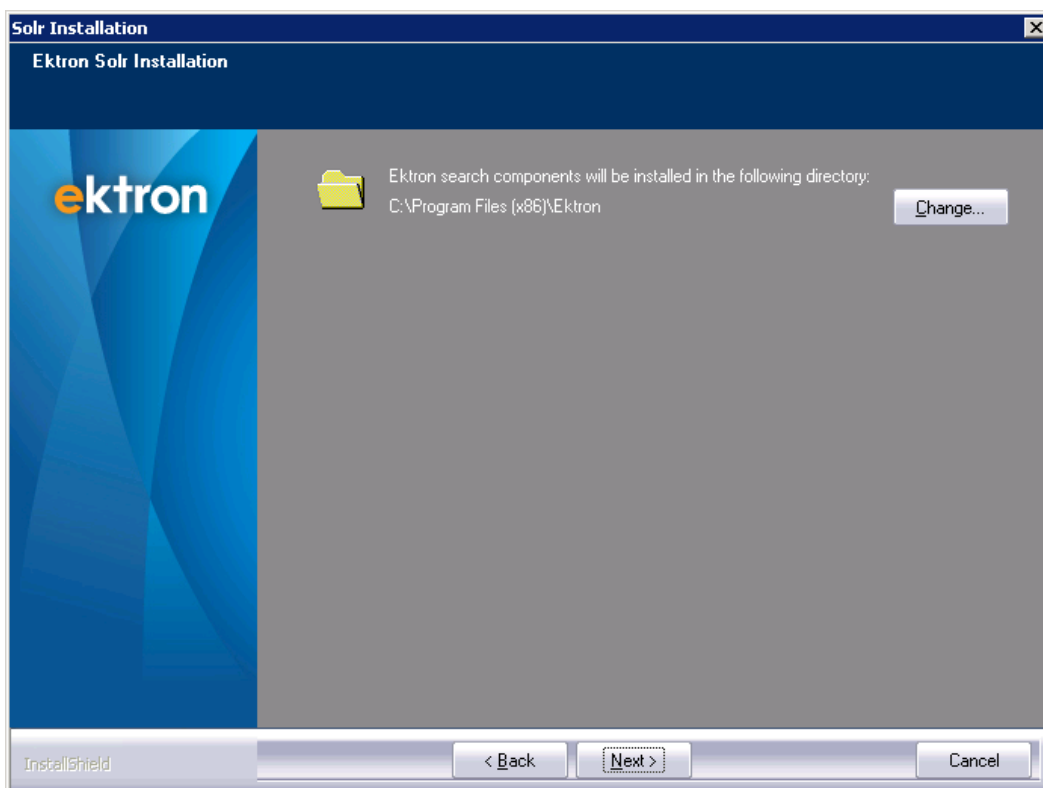 Solr Installation
Ektron Solr Installation
ektron
Ektron search components will be installed in the following directory:
C:\Program Files (x86)\Ektron
Change...
InstallShield
< Back
Next >
Cancel